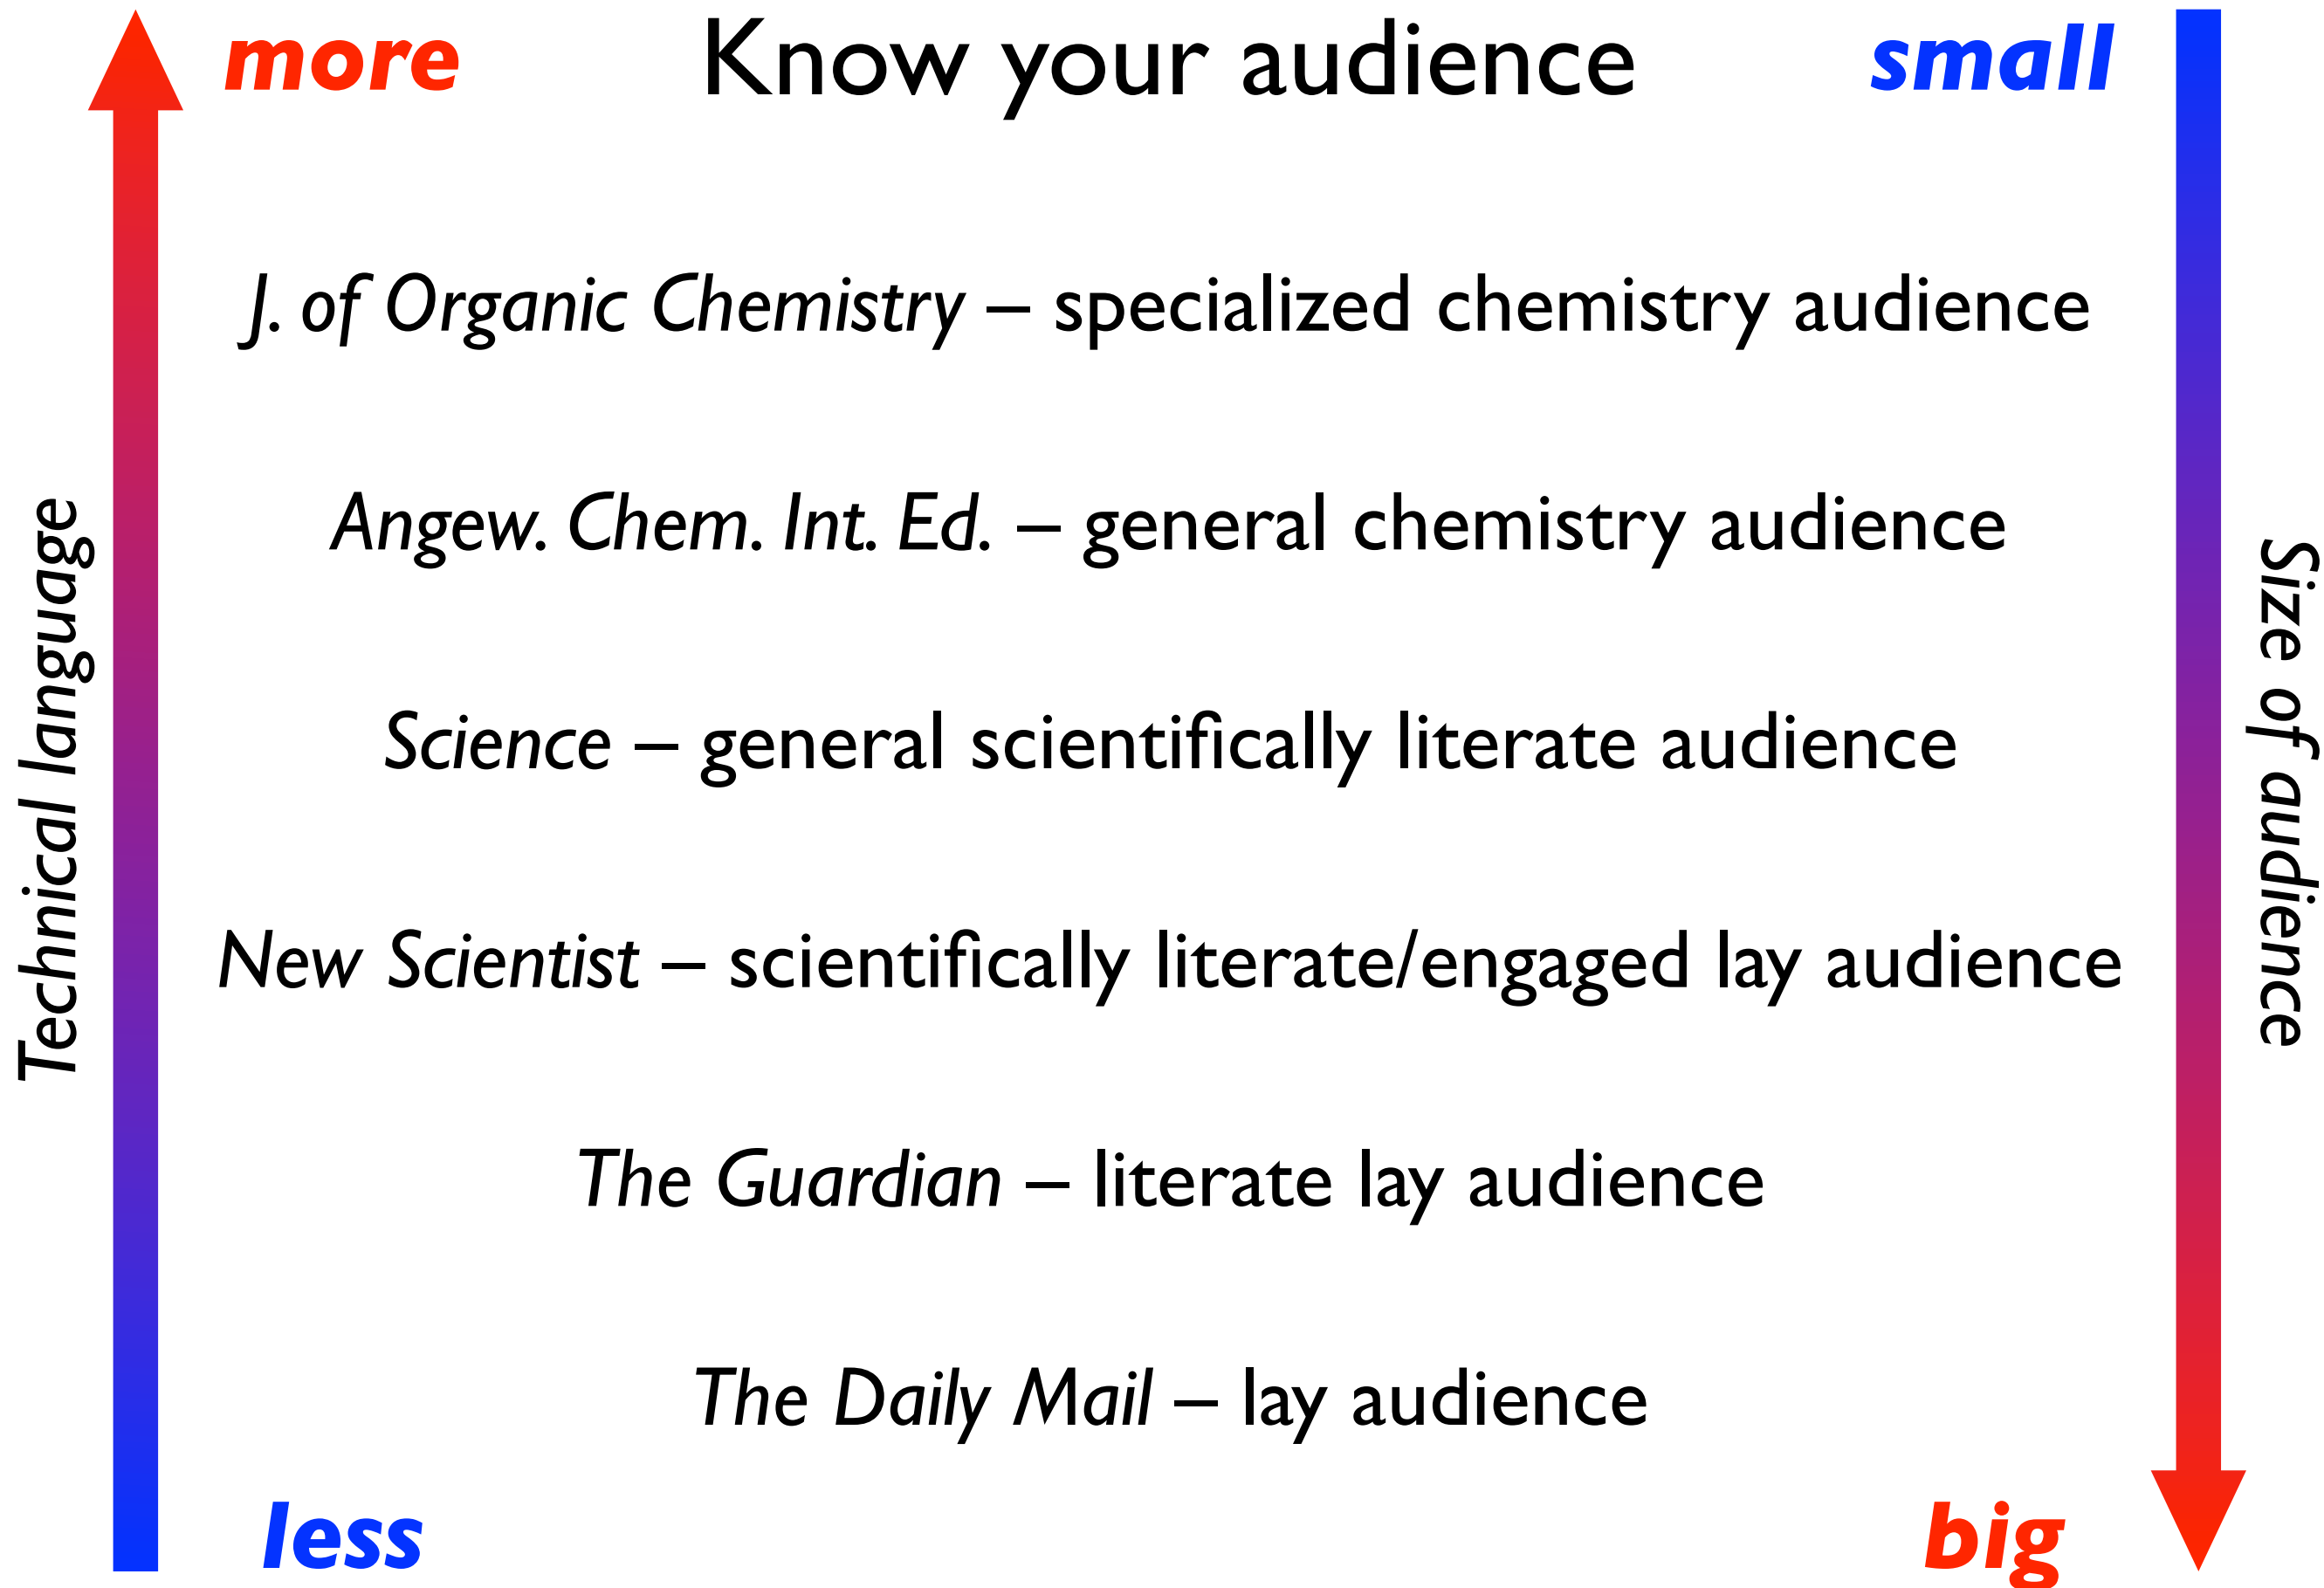 more
Know your audience
small
J. of Organic Chemistry – specialized chemistry audience
Angew. Chem. Int. Ed. – general chemistry audience
Science – general scientifically literate audience
New Scientist – scientifically literate/engaged lay audience
The Guardian – literate lay audience
The Daily Mail – lay audience
less
big
Technical language
Size of audience